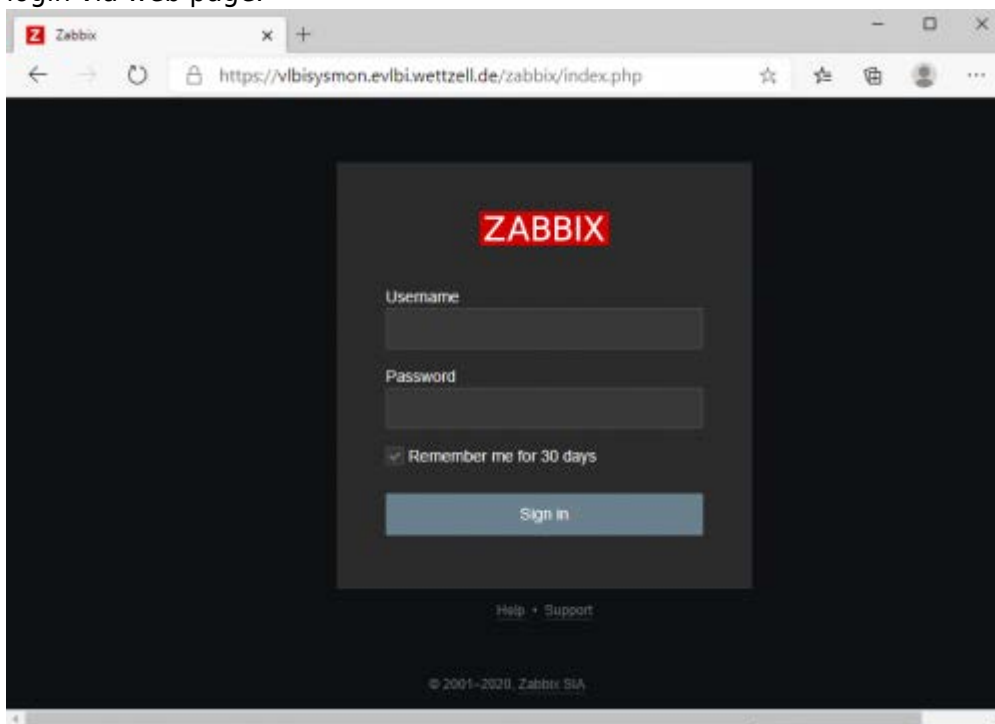 login via web page.
Z Zabbix
https://vlbisysmon.evlbi.wettzell.de/zabbix/index.php
ZABBIX
Username
Password
Remember me for 30 days
Sign in
Help • Support
© 2001–2020, Zabbix SIA